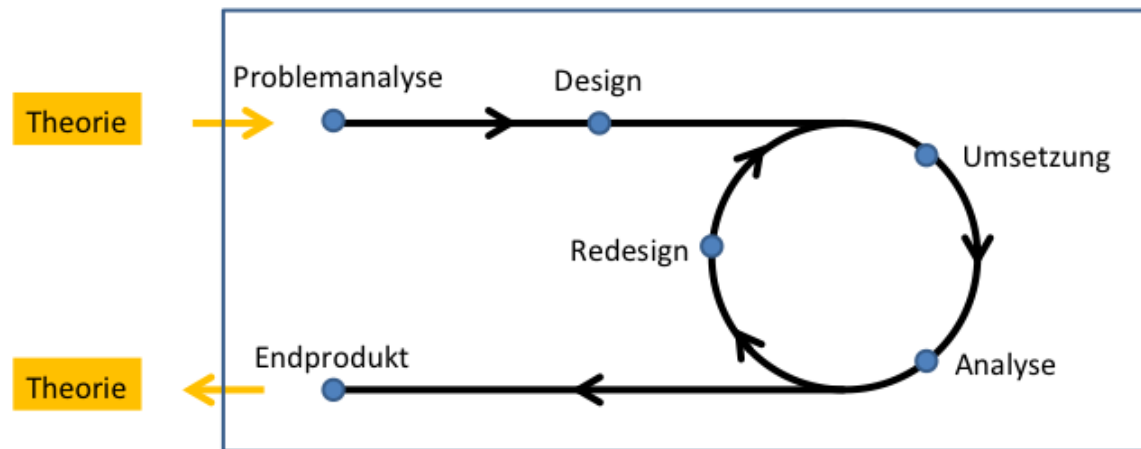 Problemanalyse
Design
Theorie
Umsetzung
Redesign
Endprodukt
Analyse
Theorie